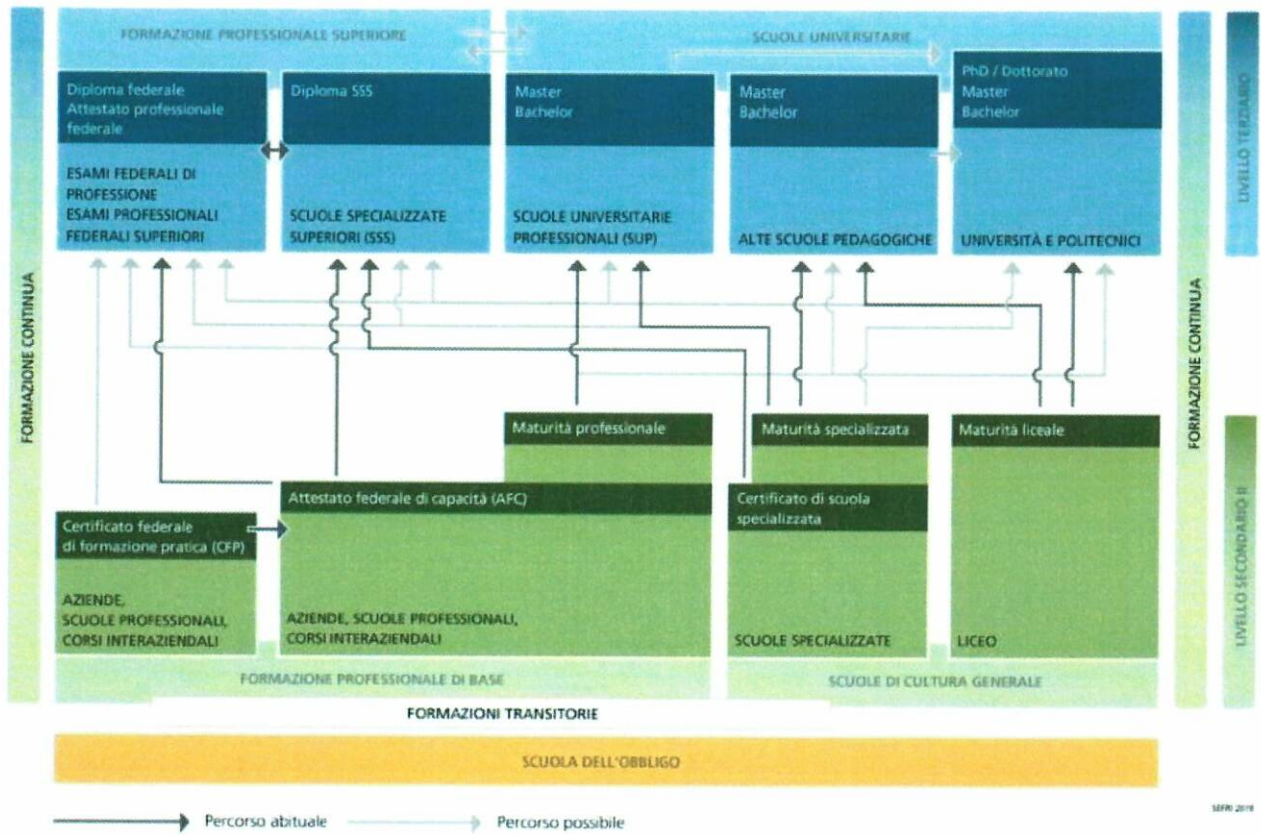 FORMAZIONE PROFESSIONALE SUPERIORE
SCUOLE UNIVERSITARIE
Diploma federale
Attestato professionale
federale
ESAMI FEDERALI DI
PROFESSIONE
ESAMI PROFESSIONALI
FEDERALI SUPERIORI
Diploma SSS
SCUOLE SPECIALIZZATE
SUPERIORI (SSS)
Master
Bachelor
SCUOLE UNIVERSITARIE
PROFESSIONALI (SUP)
Master
Bachelor
ALTE SCUOLE PEDAGOGICHE
PhD / Dottorato
Master
Bachelor
UNIVERSITÀ E POLITECNICI
FORMAZIONE CONTINUA
FORMAZIONE CONTINUA
LIVELLO TERZIARIO
LIVELLO SECONDARIO II
Maturità professionale
Maturità specializzata
Maturità liceale
Attestato federale di capacità (AFC)
Certificato di scuola
specializzata
Certificato federale
di formazione pratica (CFP)
AZIENDE,
SCUOLE PROFESSIONALI,
CORSI INTERAZIENDALI
AZIENDE, SCUOLE PROFESSIONALI,
CORSI INTERAZIENDALI
SCUOLE SPECIALIZZATE
LICEO
FORMAZIONE PROFESSIONALE DI BASE
SCUOLE DI CULTURA GENERALE
FORMAZIONI TRANSITORIE
SCUOLA DELL'OBBLIGO
Percorso abituale
Percorso possibile
SEFRI